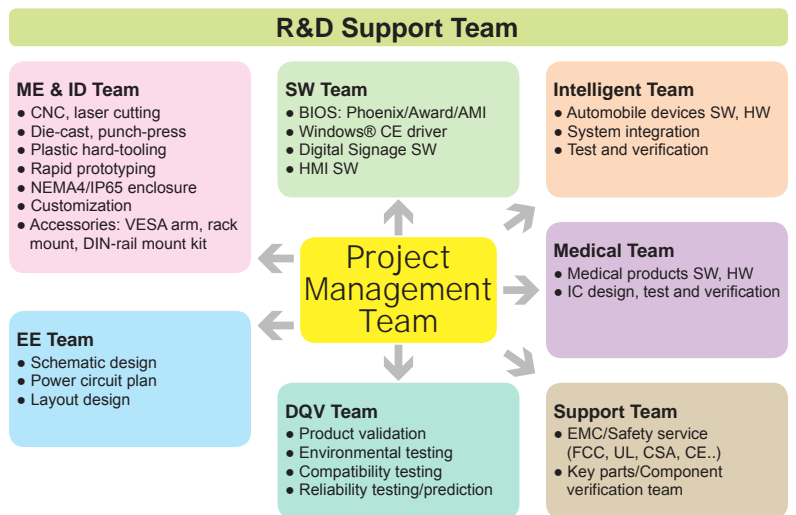 R&D Support Team
ME & ID Team
● CNC, laser cutting
● Die-cast, punch-press
● Plastic hard-tooling
● Rapid prototyping
● NEMA4/IP65 enclosure
● Customization
● Accessories: VESA arm, rack
mount, DIN-rail mount kit
SW Team
● BIOS: Phoenix/Award/AMI
● Windows® CE driver
● Digital Signage SW
● HMI SW
Intelligent Team
● Automobile devices SW, HW
● System integration
● Test and verification
Project
Management
Team
Medical Team
● Medical products SW, HW
● IC design, test and verification
EE Team
● Schematic design
● Power circuit plan
● Layout design
DQV Team
● Product validation
● Environmental testing
● Compatibility testing
● Reliability testing/prediction
Support Team
● EMC/Safety service
(FCC, UL, CSA, CE..)
● Key parts/Component
verification team